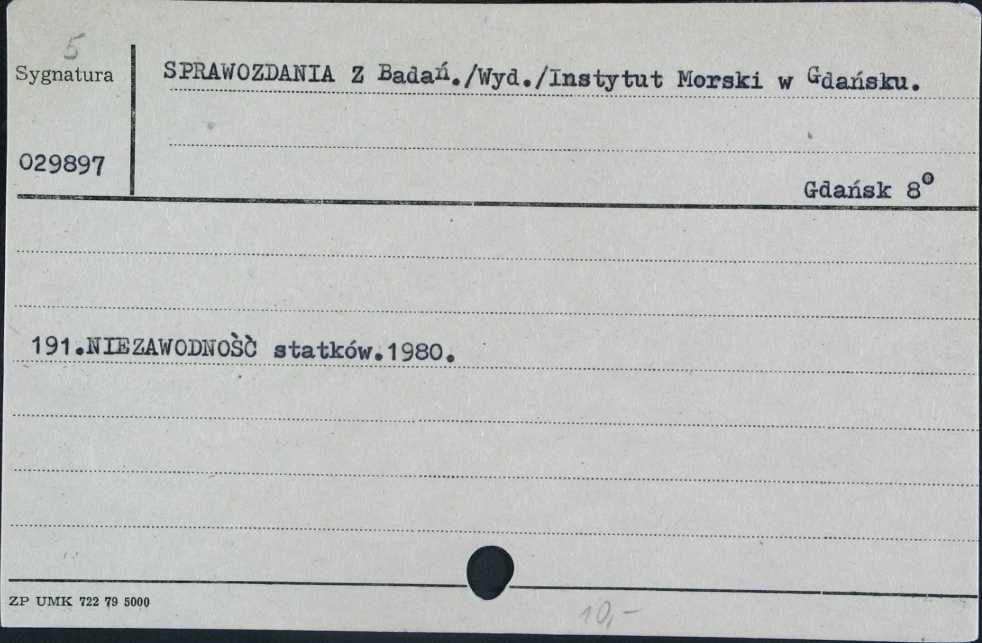 5
Sygnatura
SPRAWOZDANIA Z Badań./Wyd./Instytut Morski w Gdańsku.
029897
Gdańsk 8°
191.NIEZAWODNOŚĆ statków.1980.
ZP UMK 722 79 5000
10,-